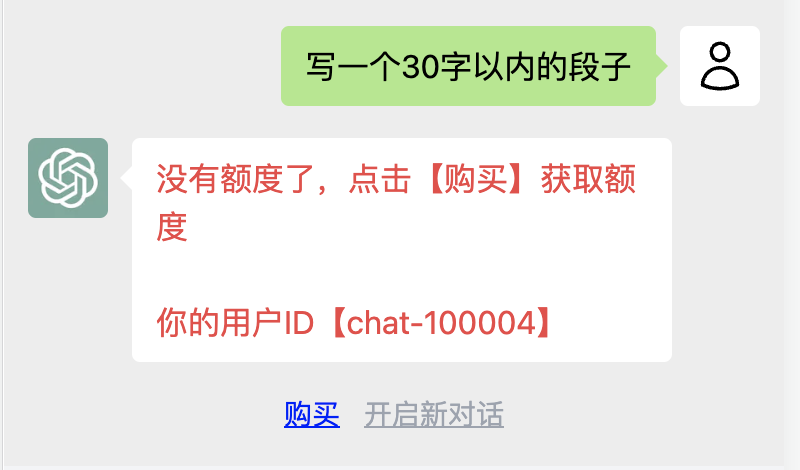 写一个30字以内的段子
没有额度了，点击【购买】获取额
度
你的用户ID【chat-100004】
购买 开启新对话